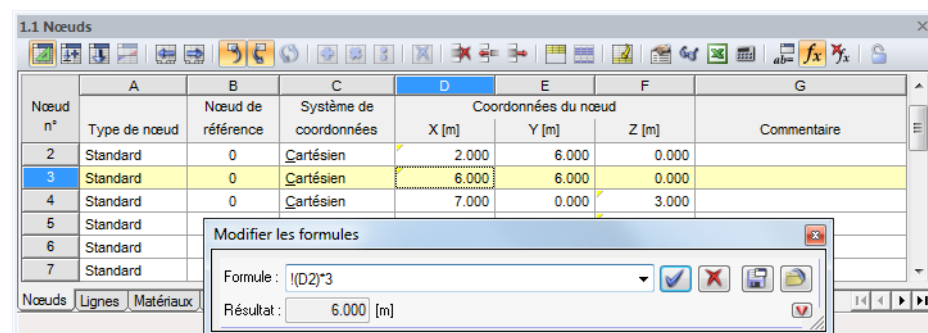 1.1 Nœuds
A B C D E F G
Nœud Nœud de Système de Coordonnées du nœud
n° Type de nœud référence coordonnées X [m] Y [m] Z [m] Commentaire
2 Standard 0 Cartésien 2.000 6.000 0.000
3 Standard 0 Cartésien 6.000 6.000 0.000
4 Standard 0 Cartésien 7.000 0.000 3.000
5 Standard
6 Standard
7 Standard
Modifier les formules
Formule : !(D2)*3
Résultat : 6.000 [m]
Nœuds Lignes Matériaux